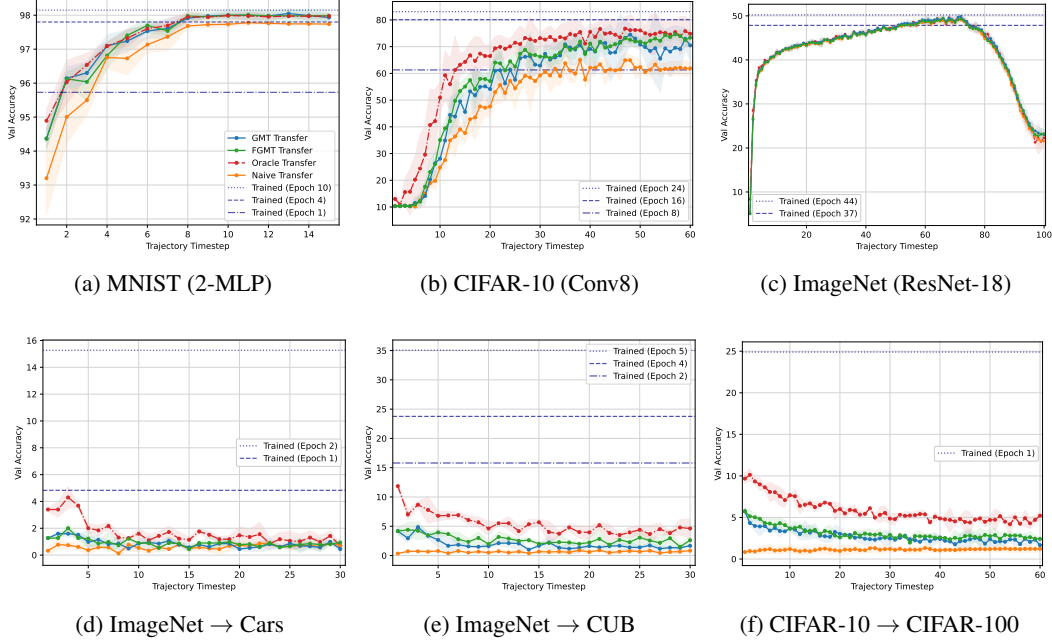 98
97
96
95
94
93
92
Val Accuracy
GMT Transfer
FGMT Transfer
Oracle Transfer
Naive Transfer
Trained (Epoch 10)
Trained (Epoch 4)
Trained (Epoch 1)
2 4 6 8 10 12 14
Trajectory Timestep
(a) MNIST (2-MLP)
80
70
60
50
40
30
20
10
Val Accuracy
Trained (Epoch 24)
Trained (Epoch 16)
Trained (Epoch 8)
10 20 30 40 50 60
Trajectory Timestep
(b) CIFAR-10 (Conv8)
50
40
30
20
10
Val Accuracy
Trained (Epoch 44)
Trained (Epoch 37)
20 40 60 80 100
Trajectory Timestep
(c) ImageNet (ResNet-18)
16
14
12
10
8
6
4
2
0
Val Accuracy
Trained (Epoch 2)
Trained (Epoch 1)
5 10 15 20 25 30
Trajectory Timestep
(d) ImageNet → Cars
35
30
25
20
15
10
5
0
Val Accuracy
Trained (Epoch 5)
Trained (Epoch 4)
Trained (Epoch 2)
5 10 15 20 25 30
Trajectory Timestep
(e) ImageNet → CUB
25
20
15
10
5
0
Val Accuracy
Trained (Epoch 1)
10 20 30 40 50 60
Trajectory Timestep
(f) CIFAR-10 → CIFAR-100